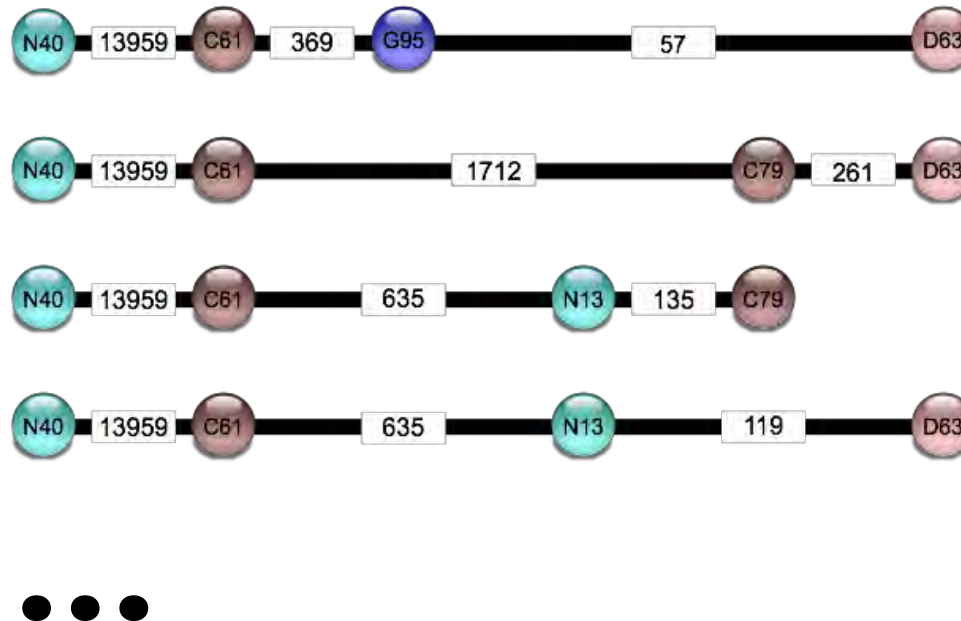 N40 13959 C61 369 G95 57 D63
N40 13959 C61 1712 C79 261 D63
N40 13959 C61 635 N13 135 C79
N40 13959 C61 635 N13 119 D63